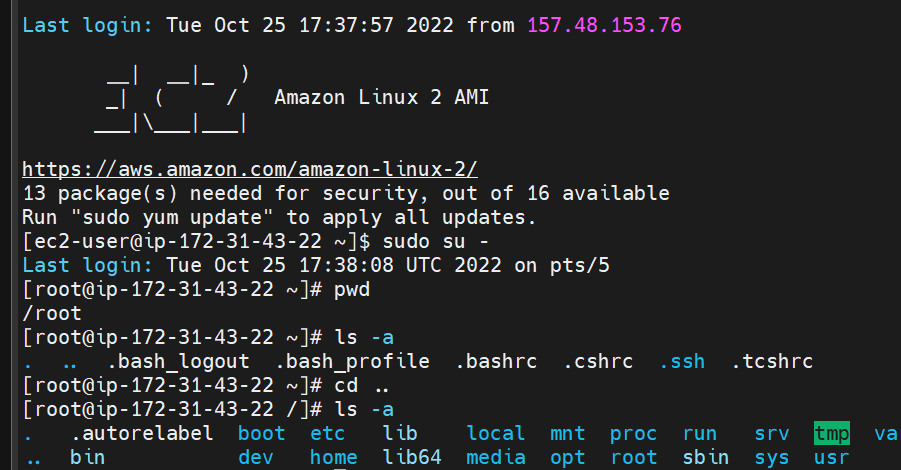 Last login: Tue Oct 25 17:37:57 2022 from 157.48.153.76
       __|  __|_  )
       _|  (     /   Amazon Linux 2 AMI
      ___|\___|___|
https://aws.amazon.com/amazon-linux-2/
13 package(s) needed for security, out of 16 available
Run "sudo yum update" to apply all updates.
[ec2-user@ip-172-31-43-22 ~]$ sudo su -
Last login: Tue Oct 25 17:38:08 UTC 2022 on pts/5
[root@ip-172-31-43-22 ~]# pwd
/root
[root@ip-172-31-43-22 ~]# ls -a
.  ..  .bash_logout  .bash_profile  .bashrc  .cshrc  .ssh  .tcshrc
[root@ip-172-31-43-22 ~]# cd ..
[root@ip-172-31-43-22 /]# ls -a
.   .autorelabel  boot  etc   lib    local  mnt  proc  run   srv  tmp  va
..  bin           dev   home  lib64  media  opt  root  sbin  sys  usr